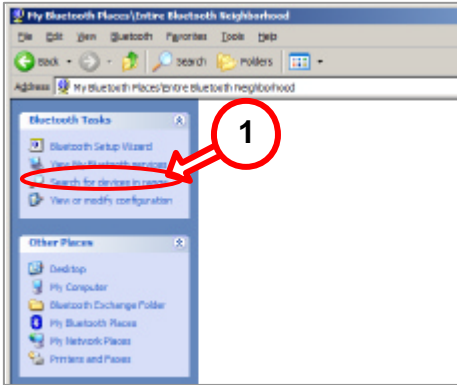 My Bluetooth Places\Entire Bluetooth Neighborhood
File Edit View Bluetooth Favorites Tools Help
Back Search Folders
Address My Bluetooth Places\Entire Bluetooth Neighborhood
Bluetooth Tasks
1
Bluetooth Setup Wizard
View My Bluetooth services
Search for devices in range
View or modify configuration
Other Places
Desktop
My Computer
Bluetooth Exchange Folder
My Bluetooth Places
My Network Places
Printers and Faxes